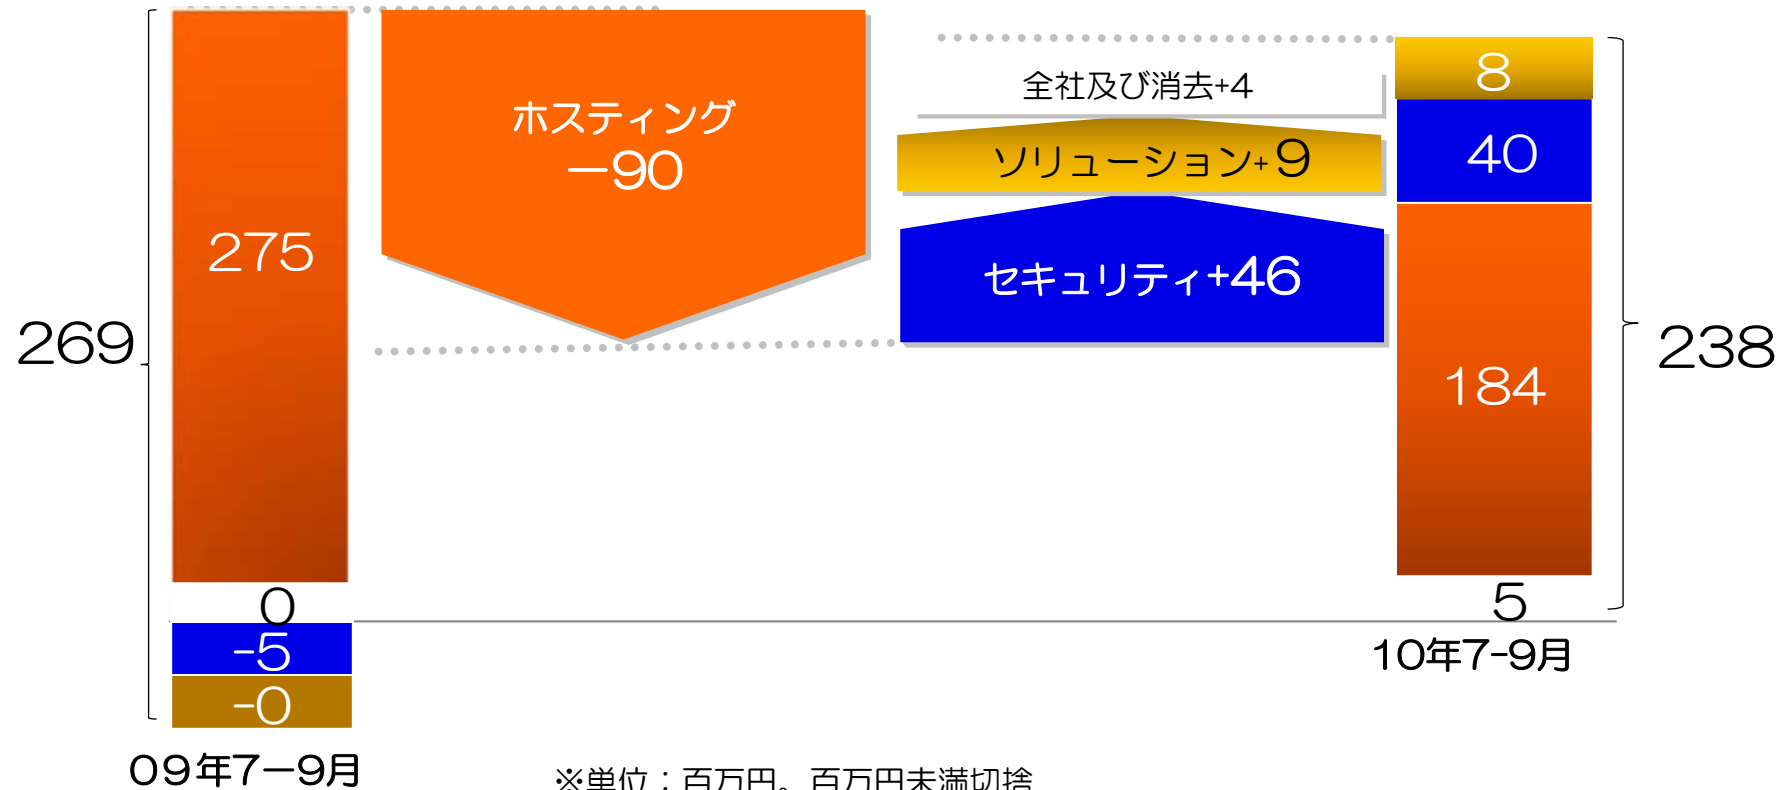 269
275
0
-5
-0
09年7-9月
ホスティング
-90
全社及び消去+4
ソリューション+9
セキュリティ+46
8
40
184
5
10年7-9月
238
※単位：百万円。百万円未満切捨